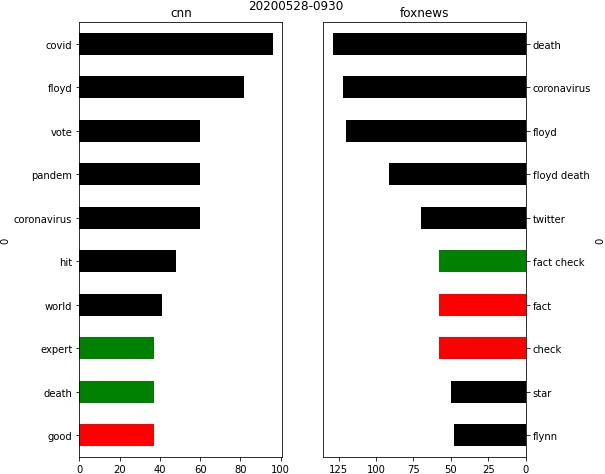 20200528-0930
cnn
foxnews
covid
floyd
vote
pandem
coronavirus
hit
world
expert
death
good
0
0 20 40 60 80 100
death
coronavirus
floyd
floyd death
twitter
fact check
fact
check
star
flynn
0
125 100 75 50 25 0